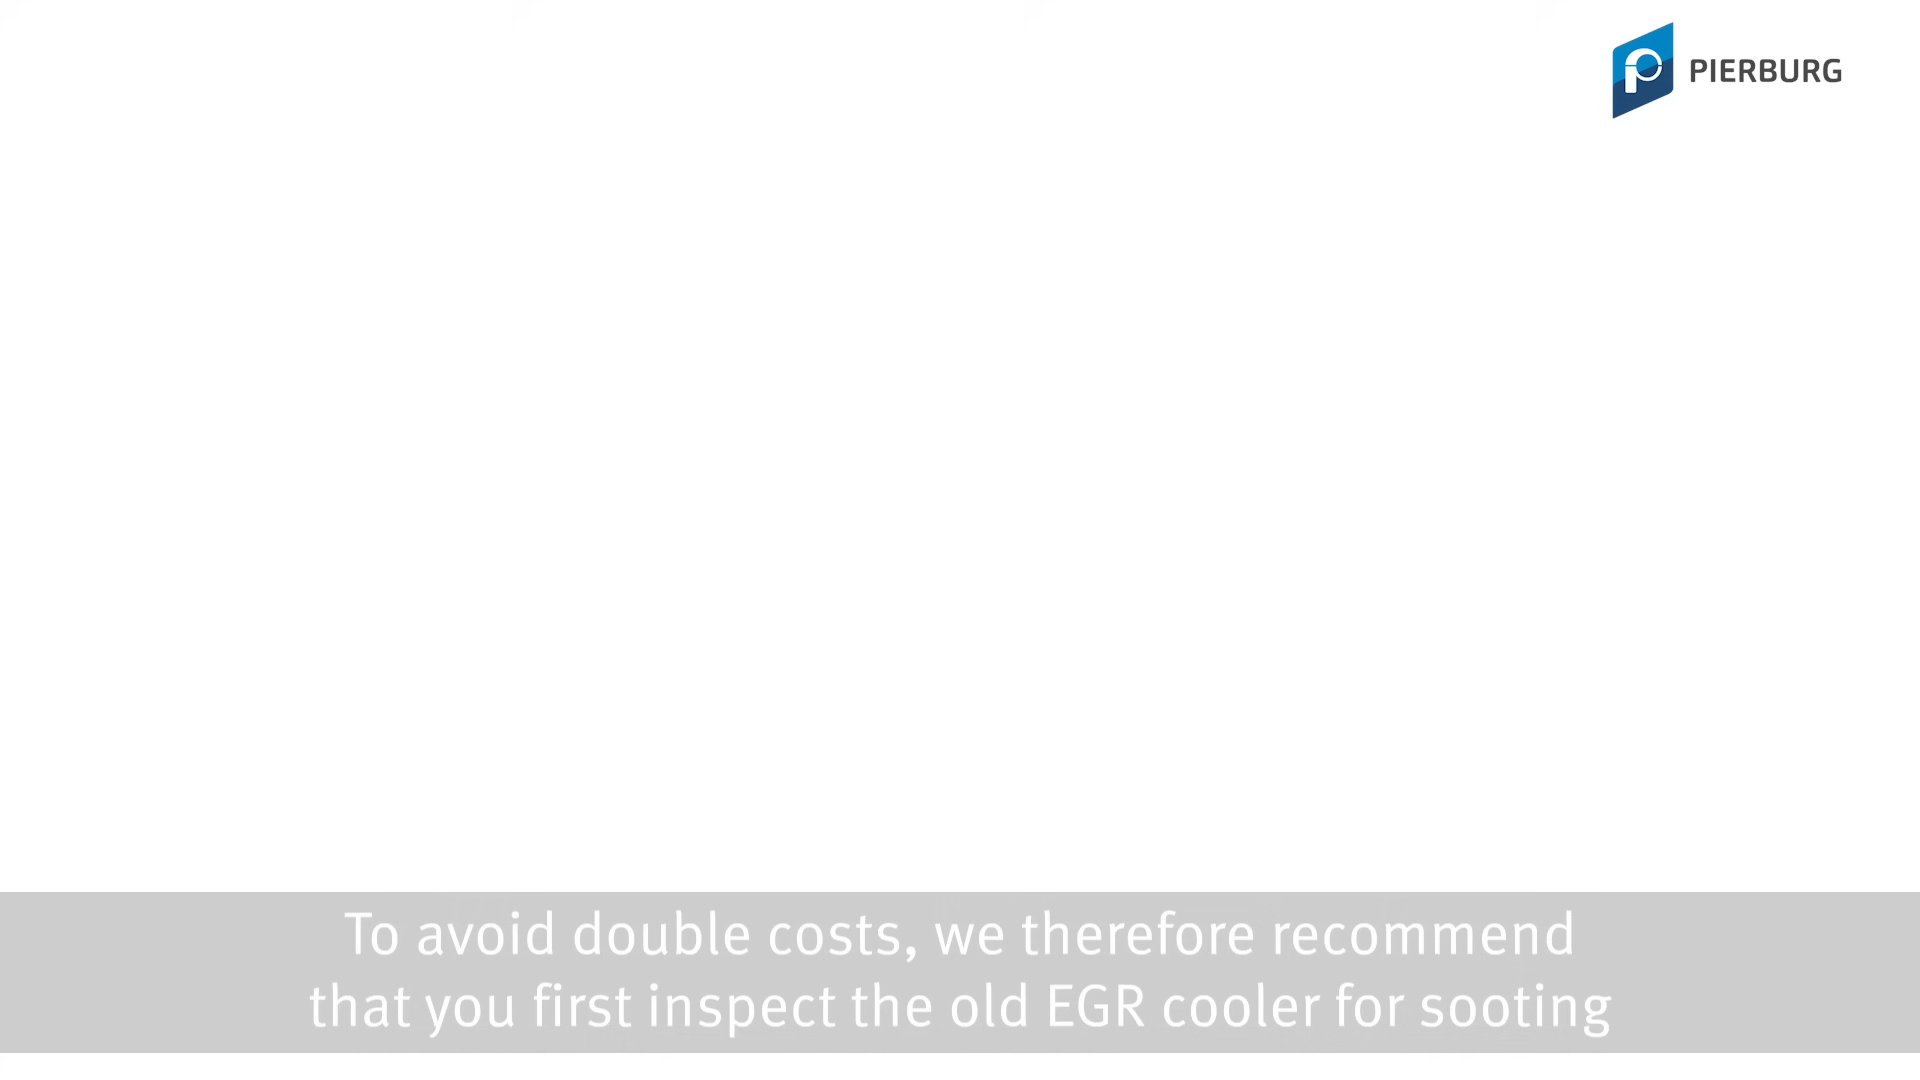 PIERBURG
To avoid double costs, we therefore recommend
that you first inspect the old EGR cooler for sooting